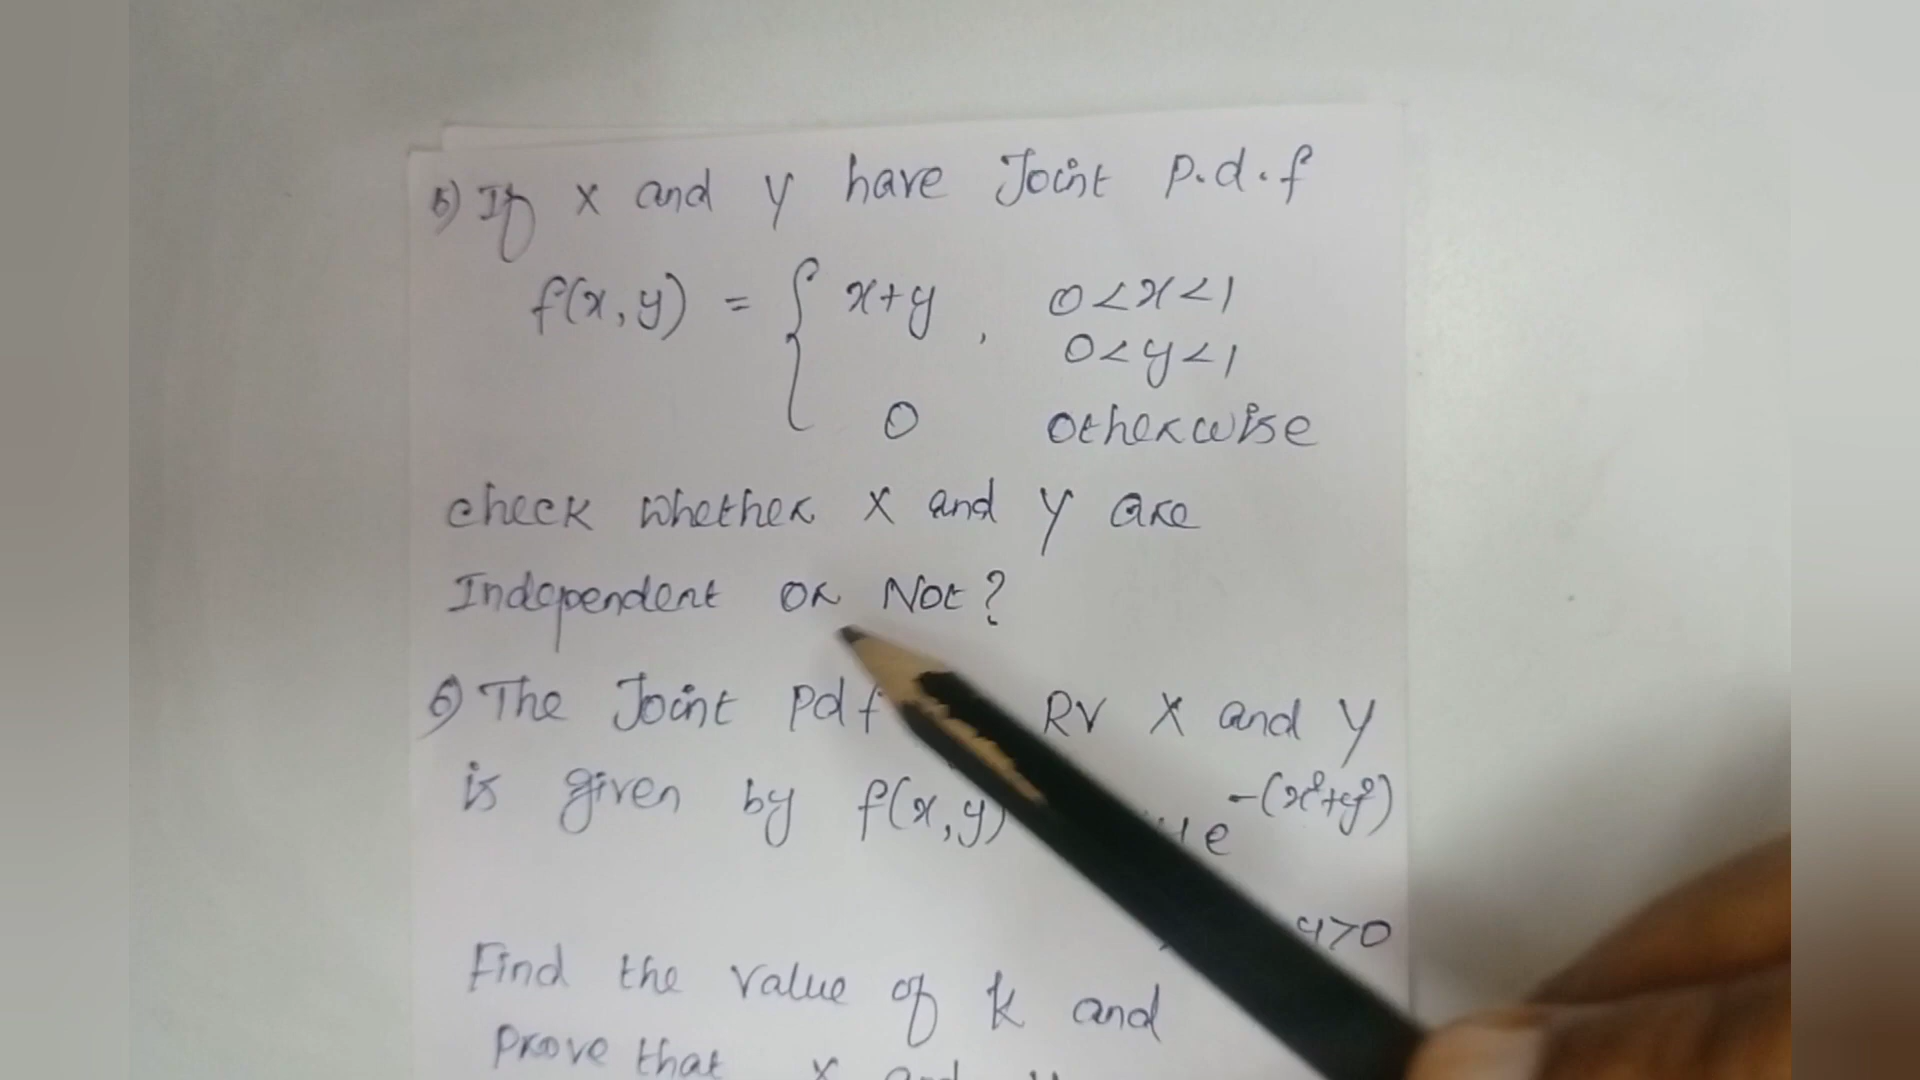 5) If X and Y have Joint P.d.f
f(x,y) = { x+y , 0<x<1
0<y<1
0 otherwise
check whether X and Y are
Independent or Not?
6) The Joint Pdf RV X and Y
is given by f(x,y) e^-(x²+y²)
y>0
Find the value of k and
Prove that X and